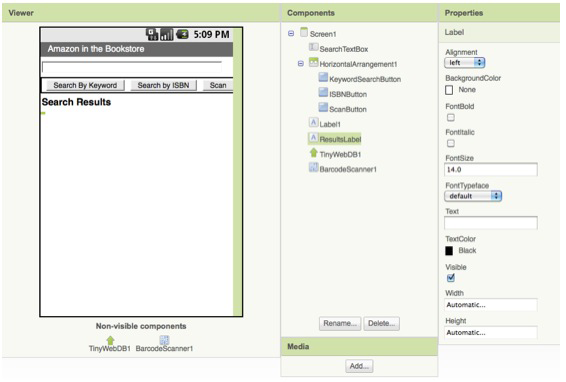 Viewer
5:09 PM
Amazon in the Bookstore
Search By Keyword Search by ISBN Scan
Search Results
Non-visible components
TinyWebDB1 BarcodeScanner1
Components
Screen1
SearchTextBox
HorizontalArrangement1
KeywordSearchButton
ISBNButton
ScanButton
Label1
ResultsLabel
TinyWebDB1
BarcodeScanner1
Rename... Delete...
Media
Add...
Properties
Label
Alignment
left
BackgroundColor
None
FontBold
FontItalic
FontSize
14.0
FontTypeface
default
Text
TextColor
Black
Visible
Width
Automatic...
Height
Automatic...